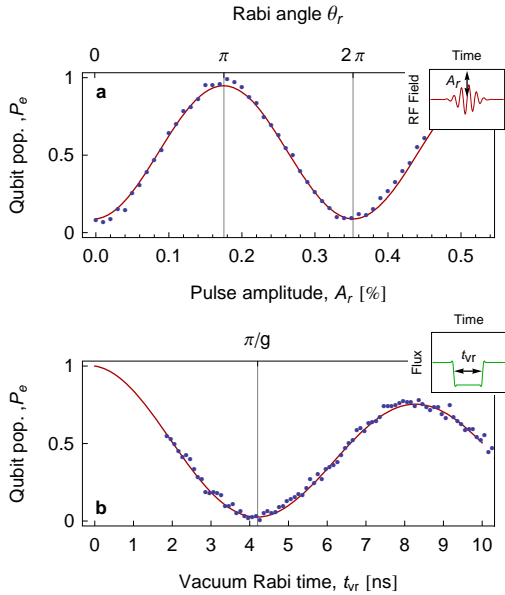 Rabi angle θr
0 π 2 π
Time
Ar
RF Field
a
Qubit pop. ,Pe
1
0.5
0
0.0 0.1 0.2 0.3 0.4 0.5
Pulse amplitude, Ar [%]
π/g
Time
tvr
Flux
Qubit pop. ,Pe
1
0.5
0
b
0 1 2 3 4 5 6 7 8 9 10
Vacuum Rabi time, tvr [ns]